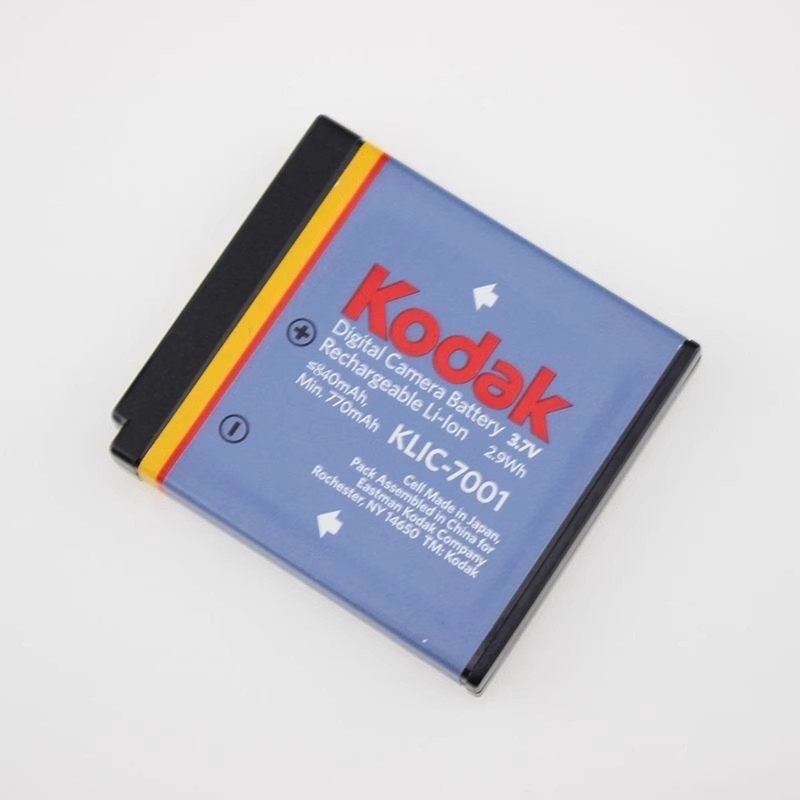 Kodak
Digital Camera Battery 3.7V
Rechargeable Li-Ion 2.9Wh
≤840mAh,
Min. 770mAh KLIC-7001
Cell Made in Japan,
Pack Assembled in China for
Eastman Kodak Company
Rochester, NY 14650 TM: Kodak
+
−